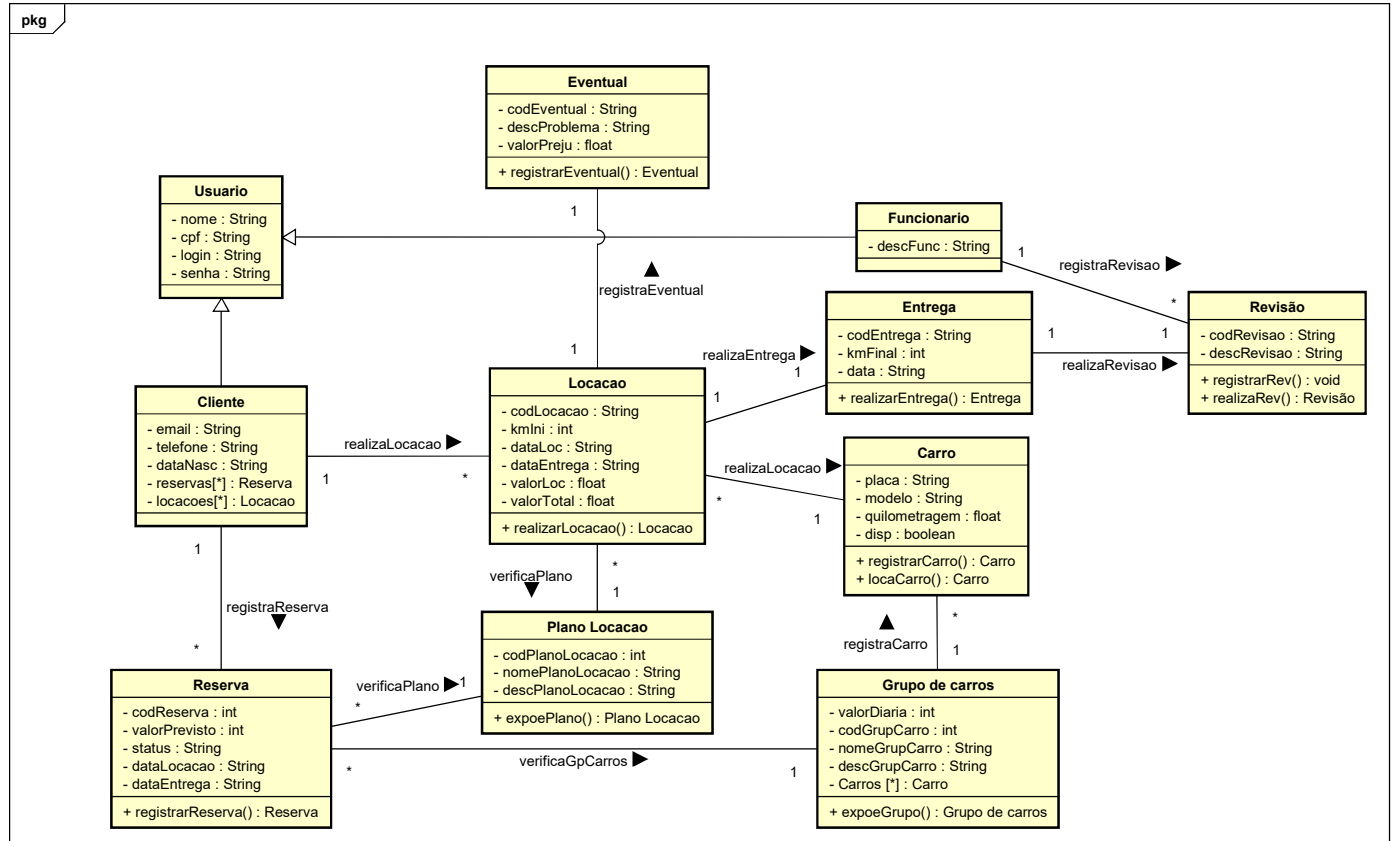 pkg
Eventual
- codEventual : String
- descProblema : String
- valorPreju : float
+ registrarEventual() : Eventual
Usuario
- nome : String
- cpf : String
- login : String
- senha : String
Funcionario
- descFunc : String
1
1
registraRevisao
*
registraEventual
1
Entrega
- codEntrega : String
- kmFinal : int
- data : String
+ realizarEntrega() : Entrega
1
1
realizaRevisao
Revisão
- codRevisao : String
- descRevisao : String
+ registrarRev() : void
+ realizaRev() : Revisão
realizaEntrega
1
1
Cliente
- email : String
- telefone : String
- dataNasc : String
- reservas[*] : Reserva
- locacoes[*] : Locacao
realizaLocacao
1
*
Locacao
- codLocacao : String
- kmIni : int
- dataLoc : String
- dataEntrega : String
- valorLoc : float
- valorTotal : float
+ realizarLocacao() : Locacao
realizaLocacao
*
1
Carro
- placa : String
- modelo : String
- quilometragem : float
- disp : boolean
+ registrarCarro() : Carro
+ locaCarro() : Carro
1
registraReserva
*
verificaPlano
*
1
*
registraCarro
1
Plano Locacao
- codPlanoLocacao : int
- nomePlanoLocacao : String
- descPlanoLocacao : String
+ expoePlano() : Plano Locacao
Reserva
- codReserva : int
- valorPrevisto : int
- status : String
- dataLocacao : String
- dataEntrega : String
+ registrarReserva() : Reserva
verificaPlano
1
*
verificaGpCarros
*
1
Grupo de carros
- valorDiaria : int
- codGrupCarro : int
- nomeGrupCarro : String
- descGrupCarro : String
- Carros [*] : Carro
+ expoeGrupo() : Grupo de carros